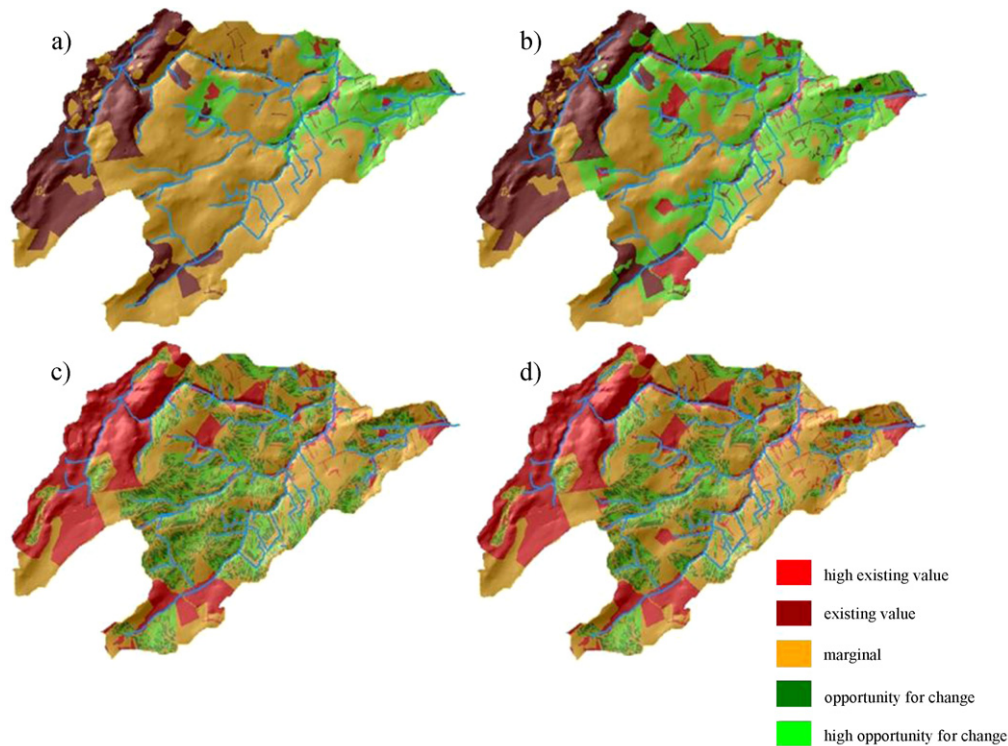 a)
b)
c)
d)
high existing value
existing value
marginal
opportunity for change
high opportunity for change